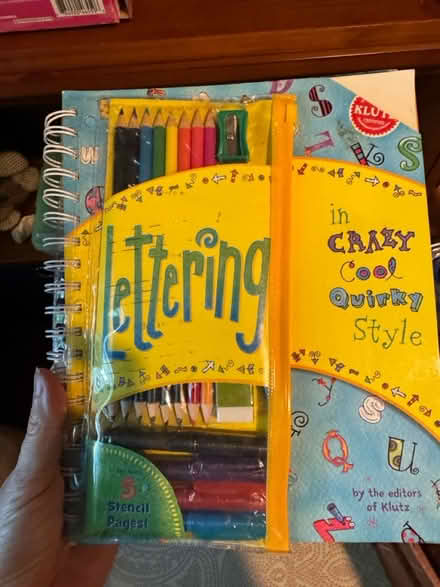 KLUTZ
Lettering
in
CRAZY
Cool
Quirky
Style
5
Stencil
Pages!
by the editors
of Klutz